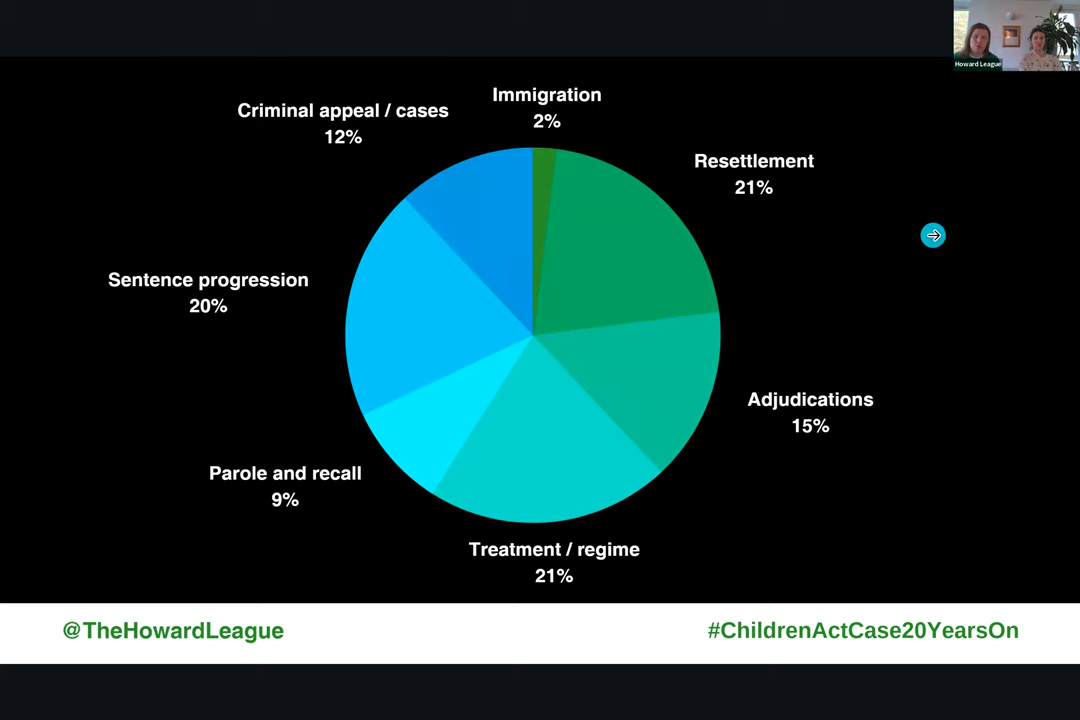 Howard League
Immigration
2%
Criminal appeal / cases
12%
Resettlement
21%
Sentence progression
20%
Adjudications
15%
Parole and recall
9%
Treatment / regime
21%
@TheHowardLeague
#ChildrenActCase20YearsOn